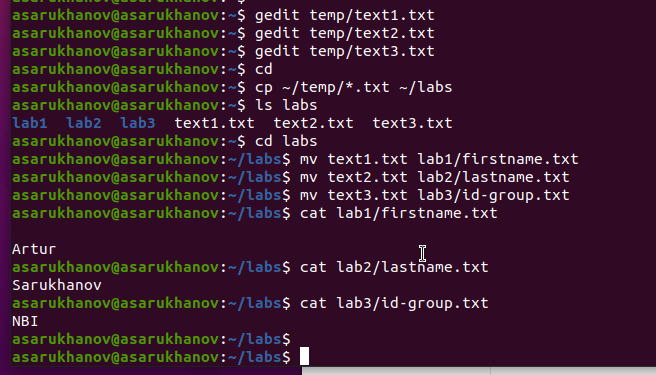 asarukhanov@asarukhanov:~$ gedit temp/text1.txt
asarukhanov@asarukhanov:~$ gedit temp/text2.txt
asarukhanov@asarukhanov:~$ gedit temp/text3.txt
asarukhanov@asarukhanov:~$ cd
asarukhanov@asarukhanov:~$ cp ~/temp/*.txt ~/labs
asarukhanov@asarukhanov:~$ ls labs
lab1  lab2  lab3  text1.txt  text2.txt  text3.txt
asarukhanov@asarukhanov:~$ cd labs
asarukhanov@asarukhanov:~/labs$ mv text1.txt lab1/firstname.txt
asarukhanov@asarukhanov:~/labs$ mv text2.txt lab2/lastname.txt
asarukhanov@asarukhanov:~/labs$ mv text3.txt lab3/id-group.txt
asarukhanov@asarukhanov:~/labs$ cat lab1/firstname.txt
Artur
asarukhanov@asarukhanov:~/labs$ cat lab2/lastname.txt
Sarukhanov
asarukhanov@asarukhanov:~/labs$ cat lab3/id-group.txt
NBI
asarukhanov@asarukhanov:~/labs$
asarukhanov@asarukhanov:~/labs$